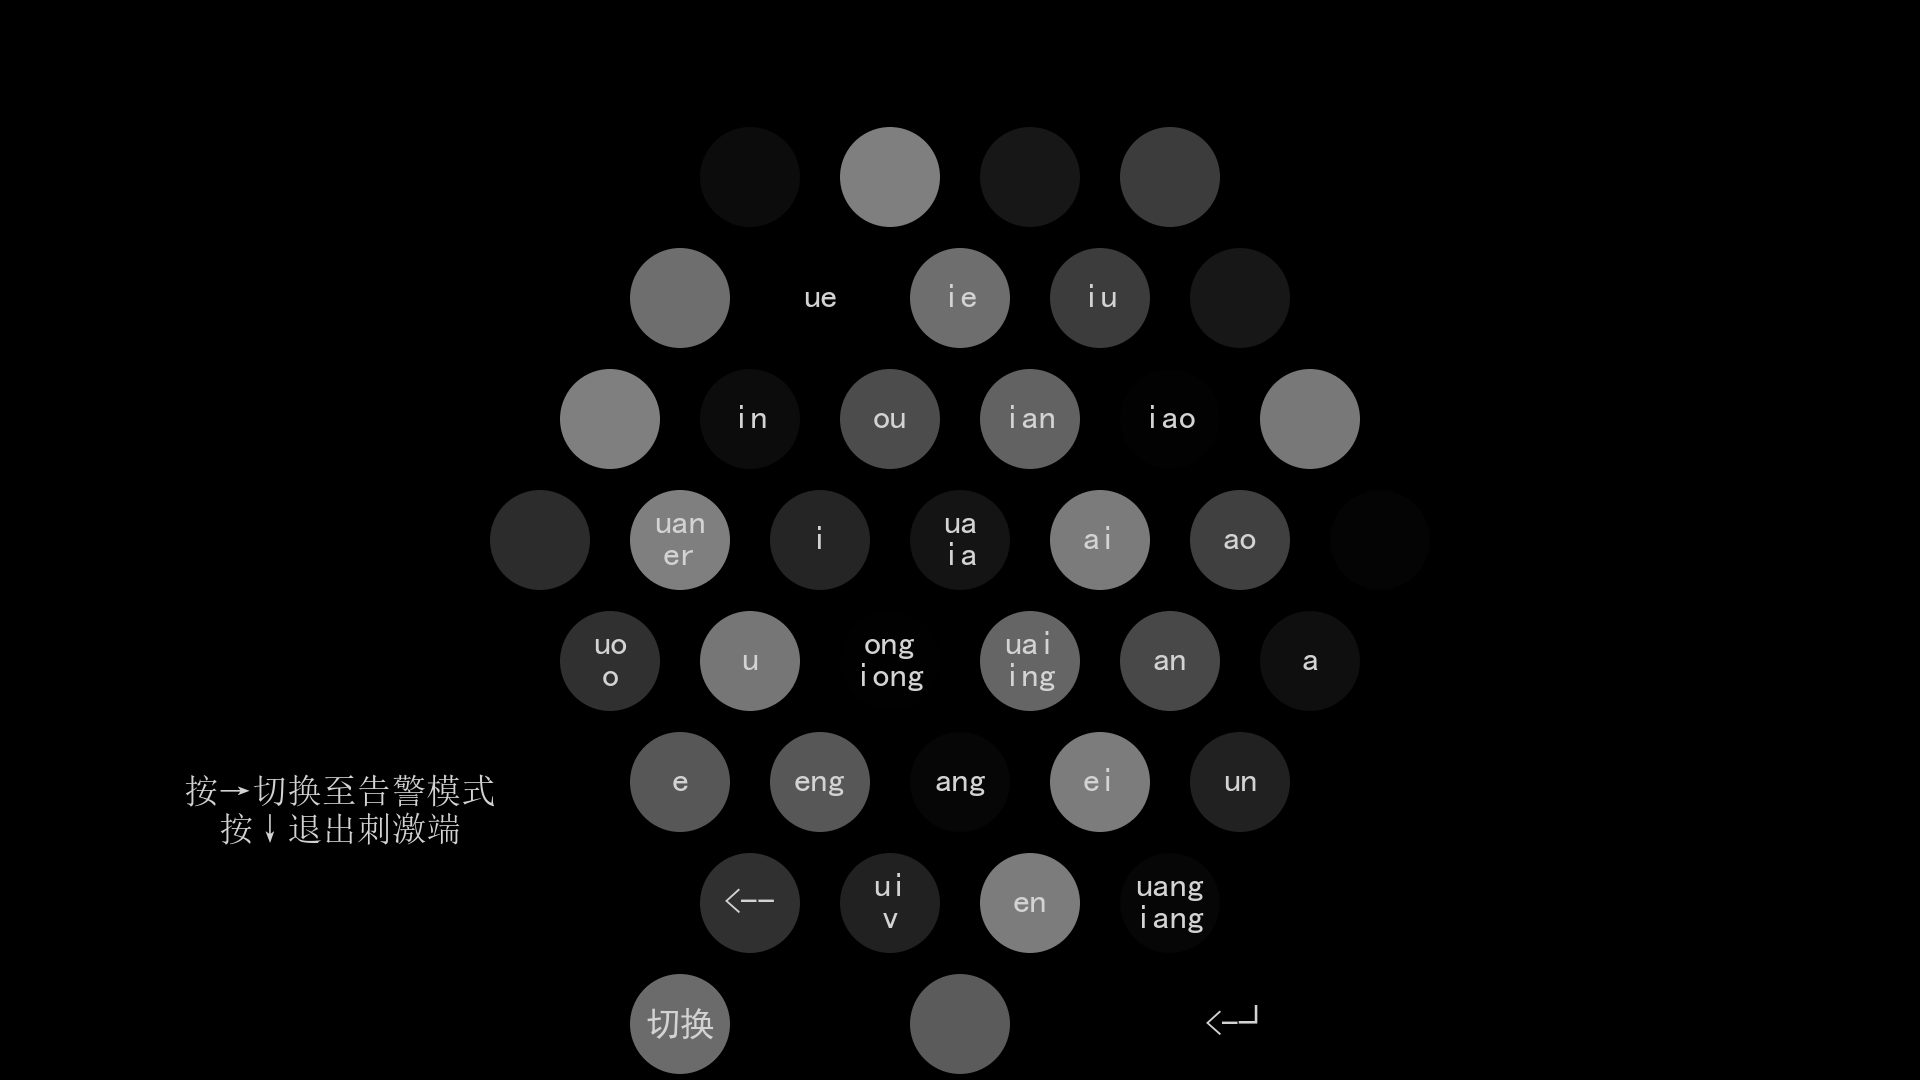 ue
ie
iu
in
ou
ian
iao
uan
er
i
ua
ia
ai
ao
uo
o
u
ong
iong
uai
ing
an
a
e
eng
ang
ei
un
按→切换至告警模式
按↓退出刺激端
<--
ui
v
en
uang
iang
切换
<-┘